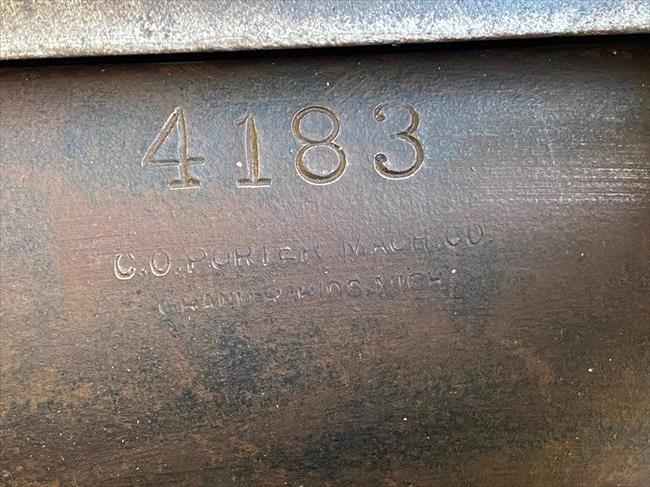 4183
C.O. PORTER MACH. CO.
GRAND RAPIDS, MICH.